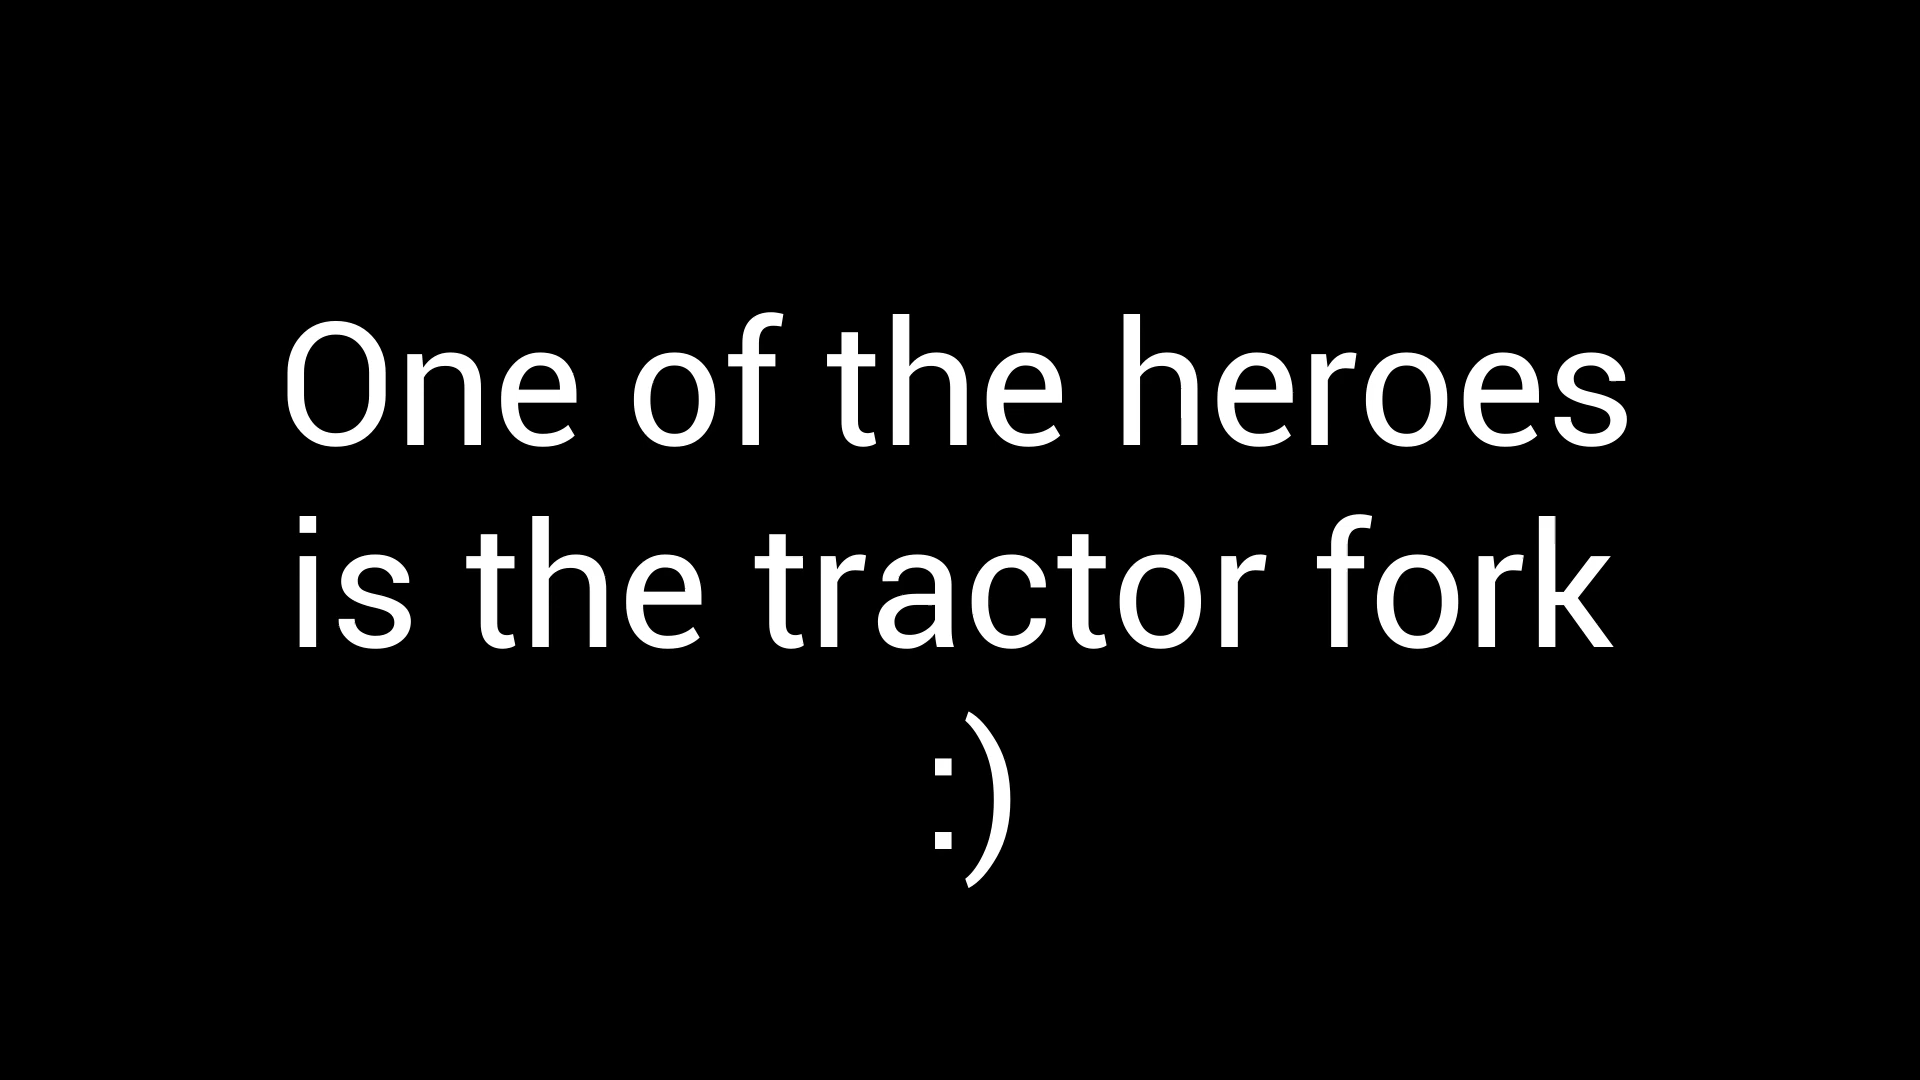 One of the heroes
is the tractor fork
:)